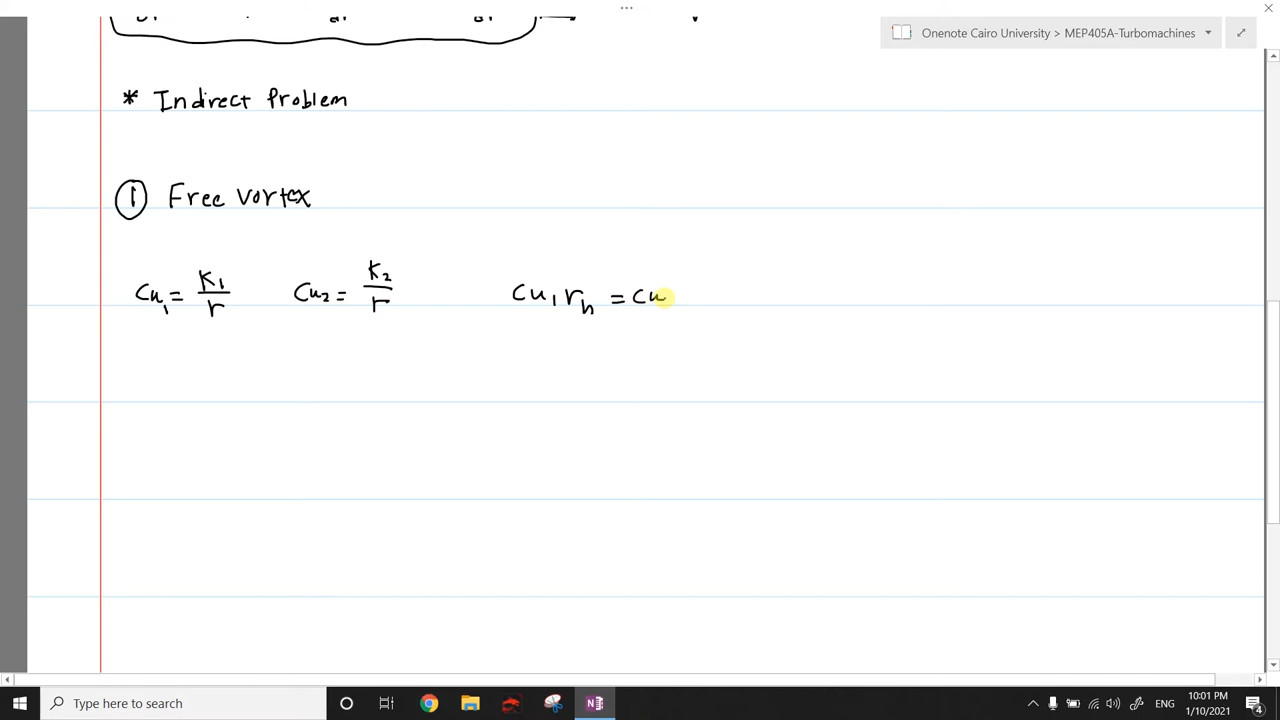 Onenote Cairo University > MEP405A-Turbomachines
* Indirect Problem
① Free Vortex
Cu₁ = K₁/r Cu₂ = K₂/r Cu₁ rₕ = Cu
Type here to search
10:01 PM
1/10/2021
4